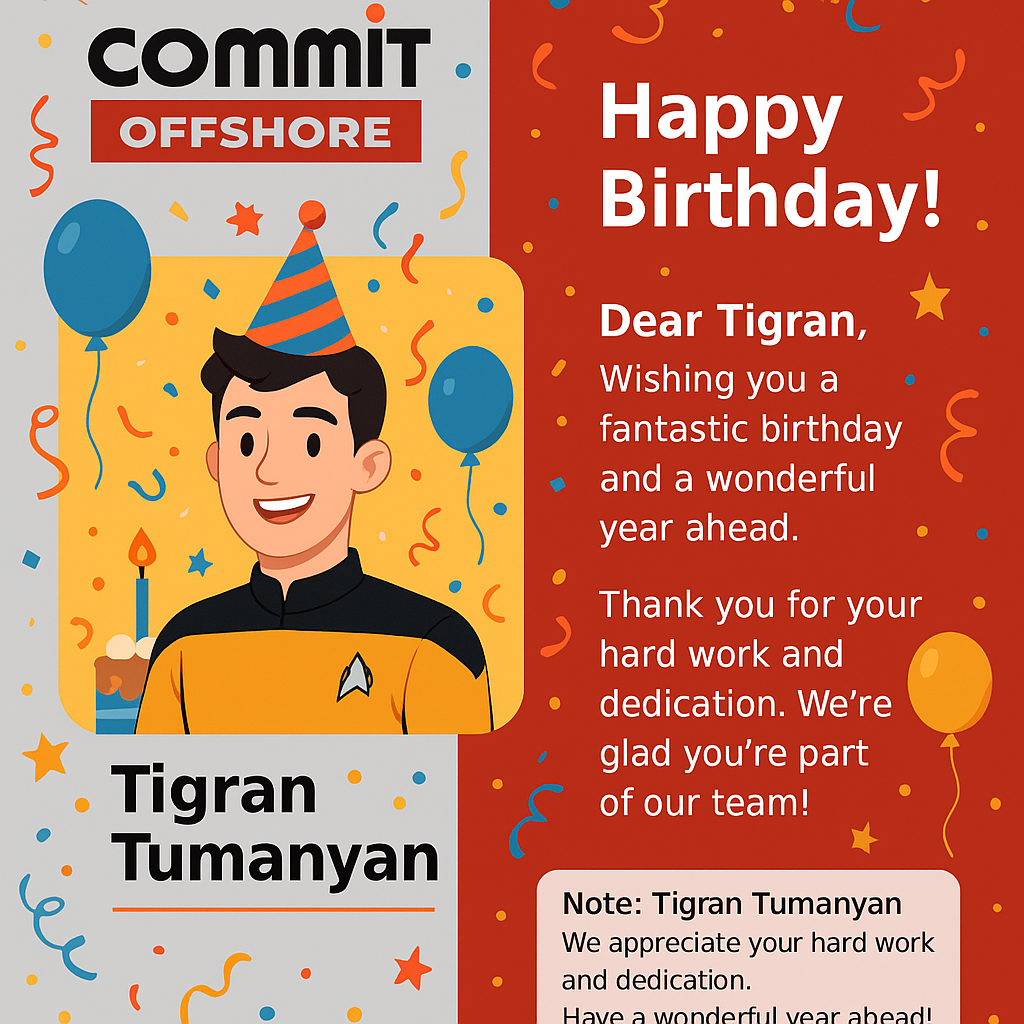 COMMIT
OFFSHORE
Tigran
Tumanyan
Happy
Birthday!
Dear Tigran,
Wishing you a
fantastic birthday
and a wonderful
year ahead.
Thank you for your
hard work and
dedication. We’re
glad you’re part
of our team!
Note: Tigran Tumanyan
We appreciate your hard work
and dedication.
Have a wonderful year ahead!